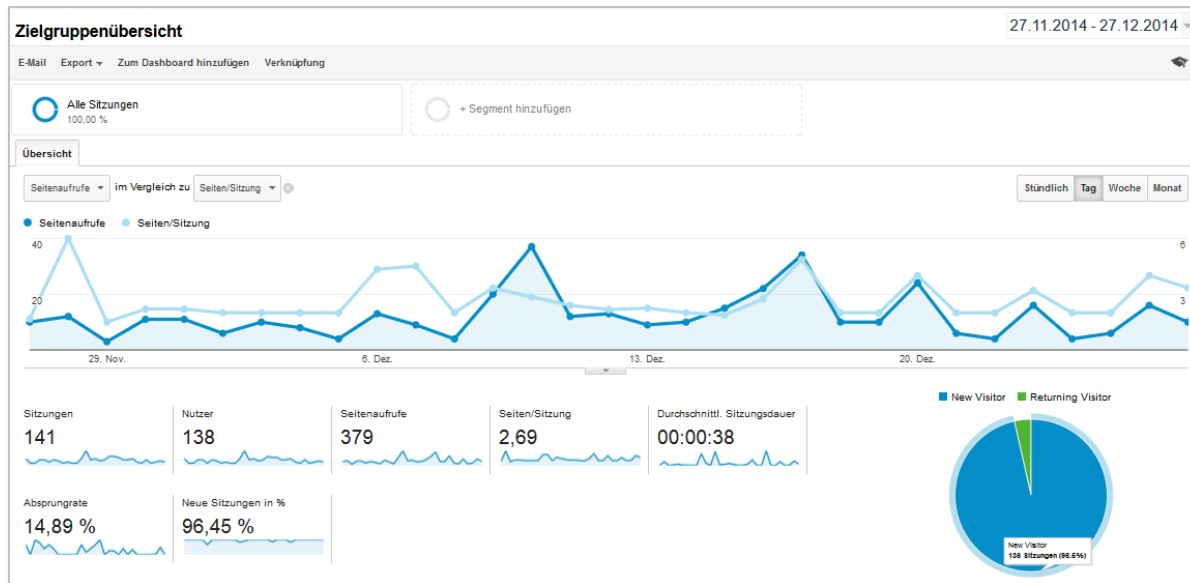 Zielgruppenübersicht
27.11.2014 - 27.12.2014
E-Mail Export Zum Dashboard hinzufügen Verknüpfung
Alle Sitzungen
100,00 %
+ Segment hinzufügen
Übersicht
Seitenaufrufe im Vergleich zu Seiten/Sitzung
Stündlich Tag Woche Monat
Seitenaufrufe Seiten/Sitzung
40 6
20 3
29. Nov. 6. Dez. 13. Dez. 20. Dez.
New Visitor Returning Visitor
Sitzungen Nutzer Seitenaufrufe Seiten/Sitzung Durchschnittl. Sitzungsdauer
141 138 379 2,69 00:00:38
Absprungrate Neue Sitzungen in %
14,89 % 96,45 %
New Visitor
136 Sitzungen (96.5%)